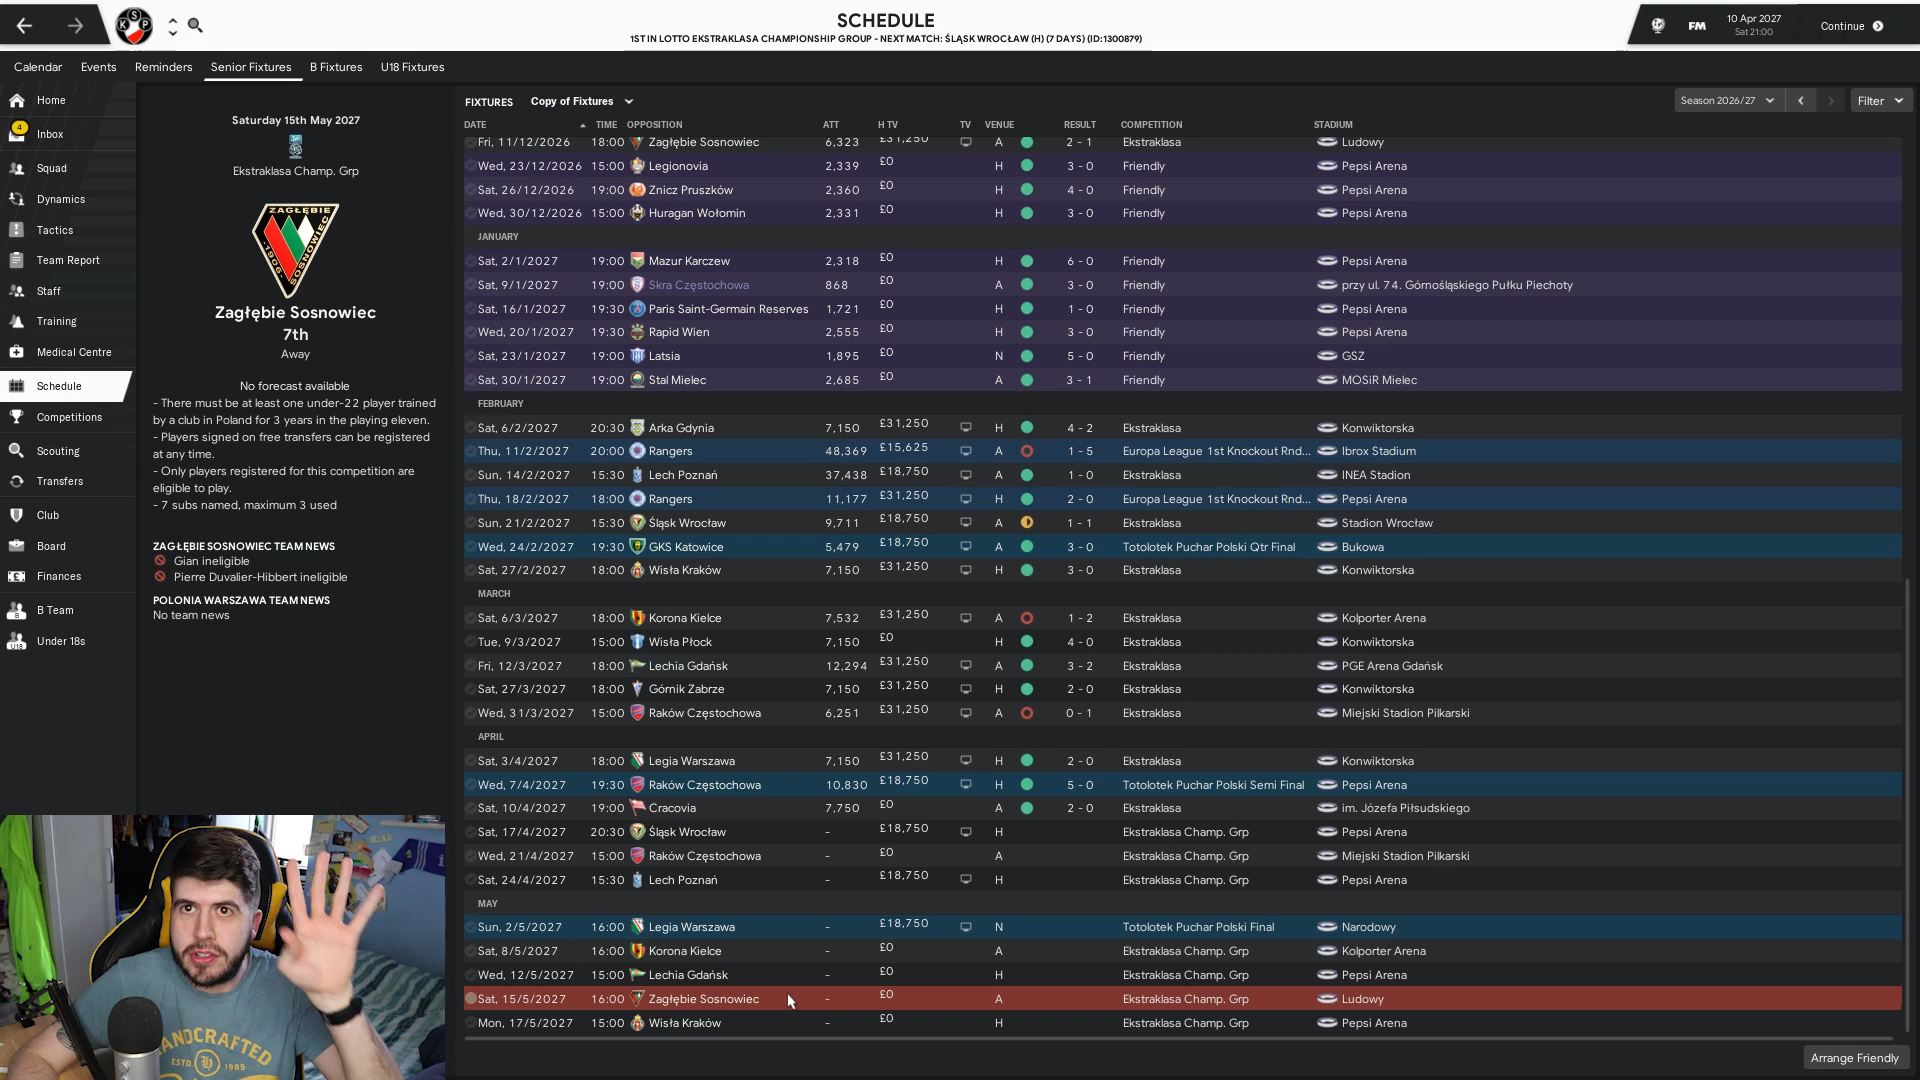 SCHEDULE
1ST IN LOTTO EKSTRAKLASA CHAMPIONSHIP GROUP - NEXT MATCH: ŚLĄSK WROCŁAW (H) (7 DAYS) (ID:1300879)
KSP
FM
10 Apr 2027
Sat 21:00
Continue
Calendar Events Reminders Senior Fixtures B Fixtures U18 Fixtures
Home
4
Inbox
Squad
Dynamics
Tactics
Team Report
Staff
Training
Medical Centre
Schedule
Competitions
Scouting
Transfers
Club
Board
Finances
B Team
Under 18s
Saturday 15th May 2027
Ekstraklasa Champ. Grp
ZAGŁĘBIE
SOSNOWIEC
1906
Zagłębie Sosnowiec
7th
Away
No forecast available
- There must be at least one under-22 player trained
by a club in Poland for 3 years in the playing eleven.
- Players signed on free transfers can be registered
at any time.
- Only players registered for this competition are
eligible to play.
- 7 subs named, maximum 3 used
ZAGŁĘBIE SOSNOWIEC TEAM NEWS
Gian ineligible
Pierre Duvalier-Hibbert ineligible
POLONIA WARSZAWA TEAM NEWS
No team news
FIXTURES Copy of Fixtures Season 2026/27 Filter
DATE TIME OPPOSITION ATT H TV TV VENUE RESULT COMPETITION STADIUM
Fri, 11/12/2026 18:00 Zagłębie Sosnowiec 6,323 £31,250 A 2 - 1 Ekstraklasa Ludowy
Wed, 23/12/2026 15:00 Legionovia 2,339 £0 H 3 - 0 Friendly Pepsi Arena
Sat, 26/12/2026 19:00 Znicz Pruszków 2,360 £0 H 4 - 0 Friendly Pepsi Arena
Wed, 30/12/2026 15:00 Huragan Wołomin 2,331 £0 H 3 - 0 Friendly Pepsi Arena
JANUARY
Sat, 2/1/2027 19:00 Mazur Karczew 2,318 £0 H 6 - 0 Friendly Pepsi Arena
Sat, 9/1/2027 19:00 Skra Częstochowa 868 £0 A 3 - 0 Friendly przy ul. 74. Górnośląskiego Pułku Piechoty
Sat, 16/1/2027 19:30 Paris Saint-Germain Reserves 1,721 £0 H 1 - 0 Friendly Pepsi Arena
Wed, 20/1/2027 19:30 Rapid Wien 2,555 £0 H 3 - 0 Friendly Pepsi Arena
Sat, 23/1/2027 19:00 Latsia 1,895 £0 N 5 - 0 Friendly GSZ
Sat, 30/1/2027 19:00 Stal Mielec 2,685 £0 A 3 - 1 Friendly MOSiR Mielec
FEBRUARY
Sat, 6/2/2027 20:30 Arka Gdynia 7,150 £31,250 H 4 - 2 Ekstraklasa Konwiktorska
Thu, 11/2/2027 20:00 Rangers 48,369 £15,625 A 1 - 5 Europa League 1st Knockout Rnd... Ibrox Stadium
Sun, 14/2/2027 15:30 Lech Poznań 37,438 £18,750 A 1 - 0 Ekstraklasa INEA Stadion
Thu, 18/2/2027 18:00 Rangers 11,177 £31,250 H 2 - 0 Europa League 1st Knockout Rnd... Pepsi Arena
Sun, 21/2/2027 15:30 Śląsk Wrocław 9,711 £18,750 A 1 - 1 Ekstraklasa Stadion Wrocław
Wed, 24/2/2027 19:30 GKS Katowice 5,479 £18,750 A 3 - 0 Totolotek Puchar Polski Qtr Final Bukowa
Sat, 27/2/2027 18:00 Wisła Kraków 7,150 £31,250 H 3 - 0 Ekstraklasa Konwiktorska
MARCH
Sat, 6/3/2027 18:00 Korona Kielce 7,532 £31,250 A 1 - 2 Ekstraklasa Kolporter Arena
Tue, 9/3/2027 15:00 Wisła Płock 7,150 £0 H 4 - 0 Ekstraklasa Konwiktorska
Fri, 12/3/2027 18:00 Lechia Gdańsk 12,294 £31,250 A 3 - 2 Ekstraklasa PGE Arena Gdańsk
Sat, 27/3/2027 18:00 Górnik Zabrze 7,150 £31,250 H 2 - 0 Ekstraklasa Konwiktorska
Wed, 31/3/2027 15:00 Raków Częstochowa 6,251 £31,250 A 0 - 1 Ekstraklasa Miejski Stadion Pilkarski
APRIL
Sat, 3/4/2027 18:00 Legia Warszawa 7,150 £31,250 H 2 - 0 Ekstraklasa Konwiktorska
Wed, 7/4/2027 19:30 Raków Częstochowa 10,830 £18,750 H 5 - 0 Totolotek Puchar Polski Semi Final Pepsi Arena
Sat, 10/4/2027 19:00 Cracovia 7,750 £0 A 2 - 0 Ekstraklasa im. Józefa Piłsudskiego
Sat, 17/4/2027 20:30 Śląsk Wrocław - £18,750 H Ekstraklasa Champ. Grp Pepsi Arena
Wed, 21/4/2027 15:00 Raków Częstochowa - £0 A Ekstraklasa Champ. Grp Miejski Stadion Pilkarski
Sat, 24/4/2027 15:30 Lech Poznań - £18,750 H Ekstraklasa Champ. Grp Pepsi Arena
MAY
Sun, 2/5/2027 16:00 Legia Warszawa - £18,750 N Totolotek Puchar Polski Final Narodowy
Sat, 8/5/2027 16:00 Korona Kielce - £0 A Ekstraklasa Champ. Grp Kolporter Arena
Wed, 12/5/2027 15:00 Lechia Gdańsk - £0 H Ekstraklasa Champ. Grp Pepsi Arena
Sat, 15/5/2027 16:00 Zagłębie Sosnowiec - £0 A Ekstraklasa Champ. Grp Ludowy
Mon, 17/5/2027 15:00 Wisła Kraków - £0 H Ekstraklasa Champ. Grp Pepsi Arena
Arrange Friendly
HANDCRAFTED
ESTD. 1985